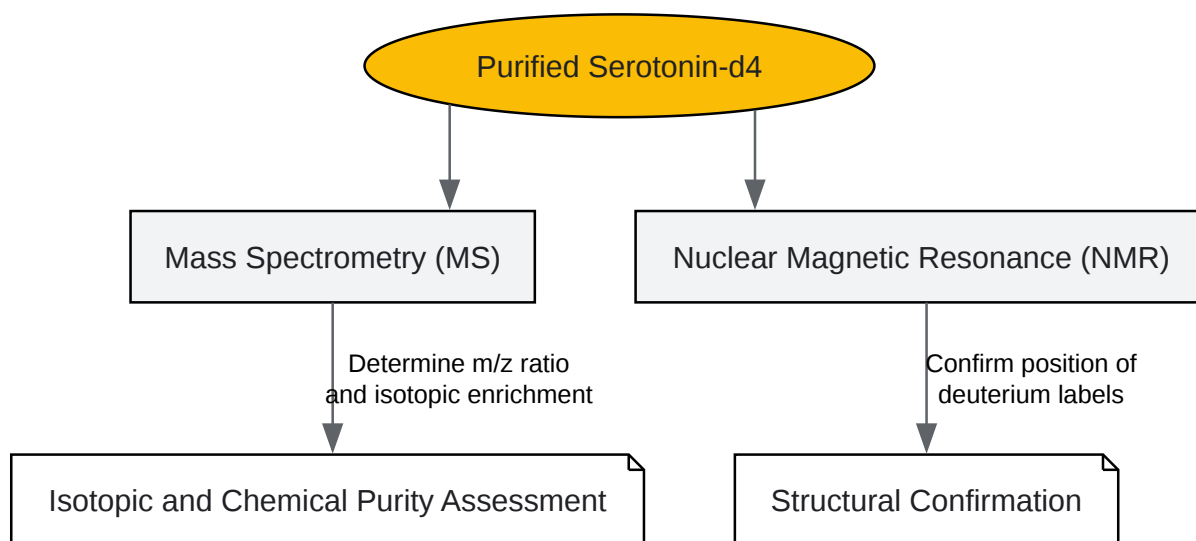 Purified Serotonin-d4
Mass Spectrometry (MS)
Nuclear Magnetic Resonance (NMR)
Determine m/z ratio
and isotopic enrichment
Confirm position of
deuterium labels
Isotopic and Chemical Purity Assessment
Structural Confirmation